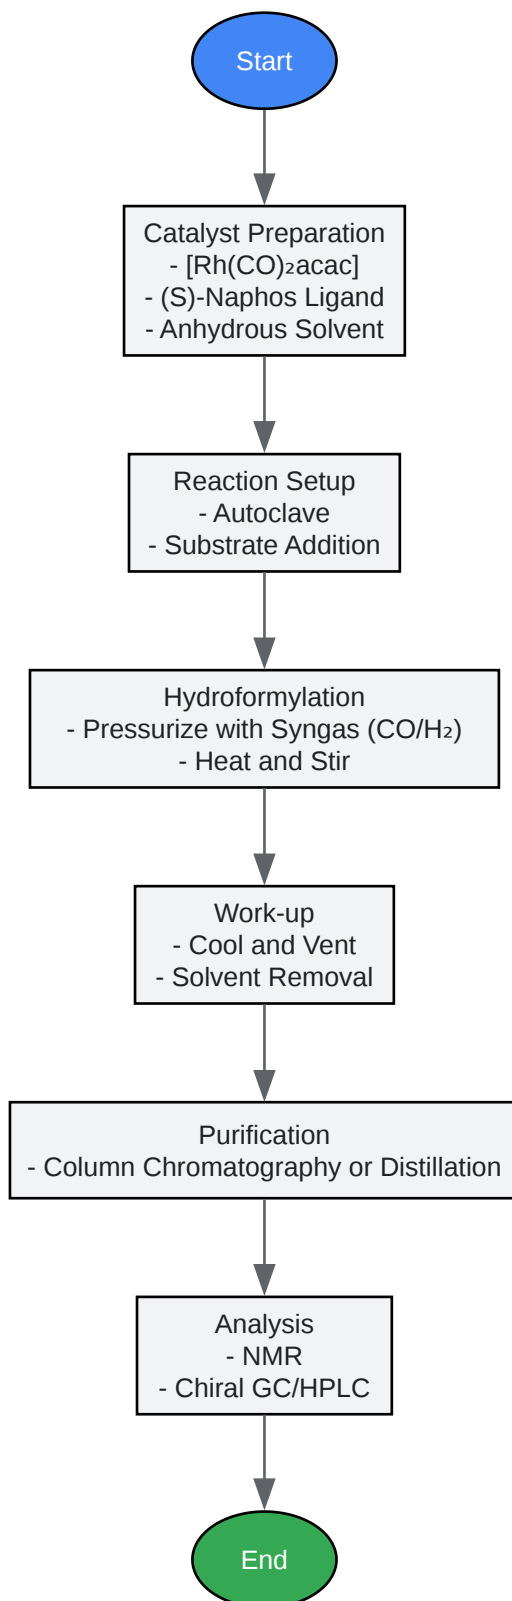 Start
Catalyst Preparation
- [Rh(CO)₂acac]
- (S)-Naphos Ligand
- Anhydrous Solvent
Reaction Setup
- Autoclave
- Substrate Addition
Hydroformylation
- Pressurize with Syngas (CO/H₂)
- Heat and Stir
Work-up
- Cool and Vent
- Solvent Removal
Purification
- Column Chromatography or Distillation
Analysis
- NMR
- Chiral GC/HPLC
End